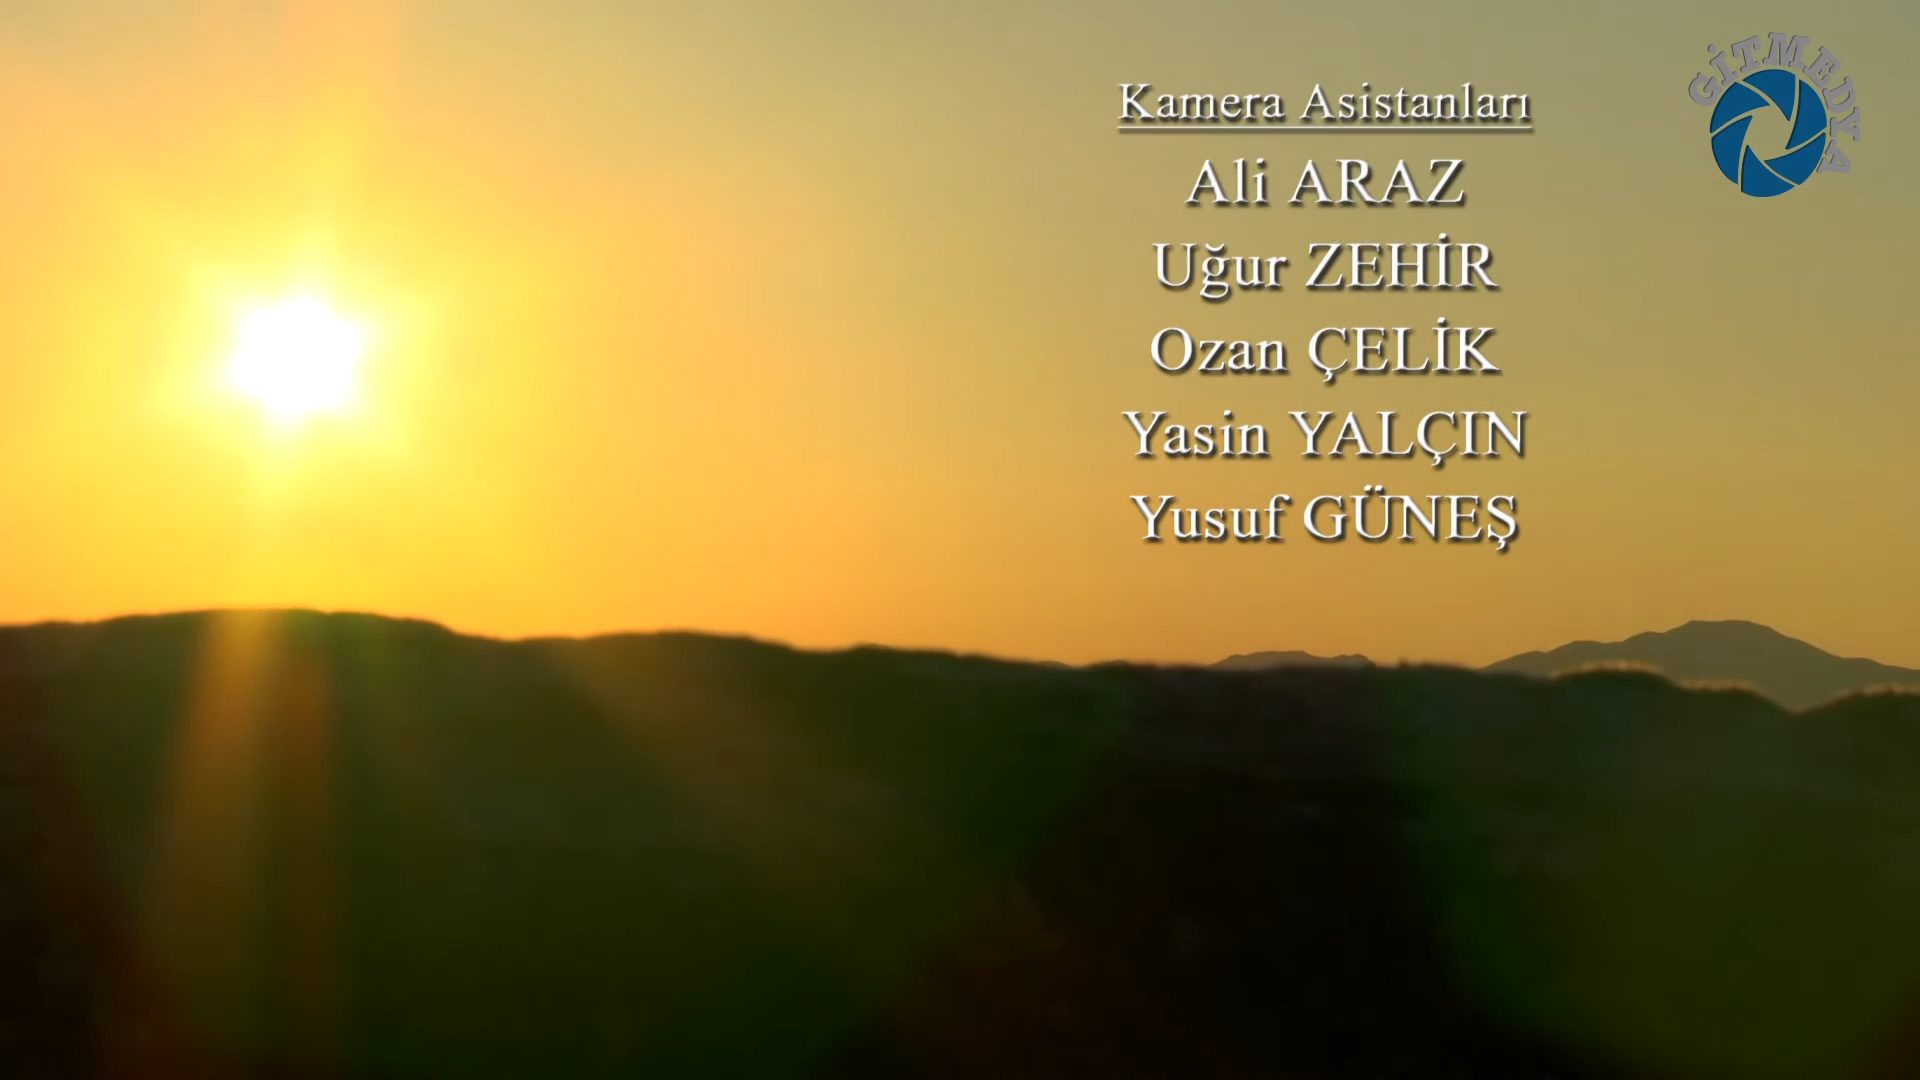 Kamera Asistanları
Ali ARAZ
Uğur ZEHİR
Ozan ÇELİK
Yasin YALÇIN
Yusuf GÜNEŞ
GİTMEDYA